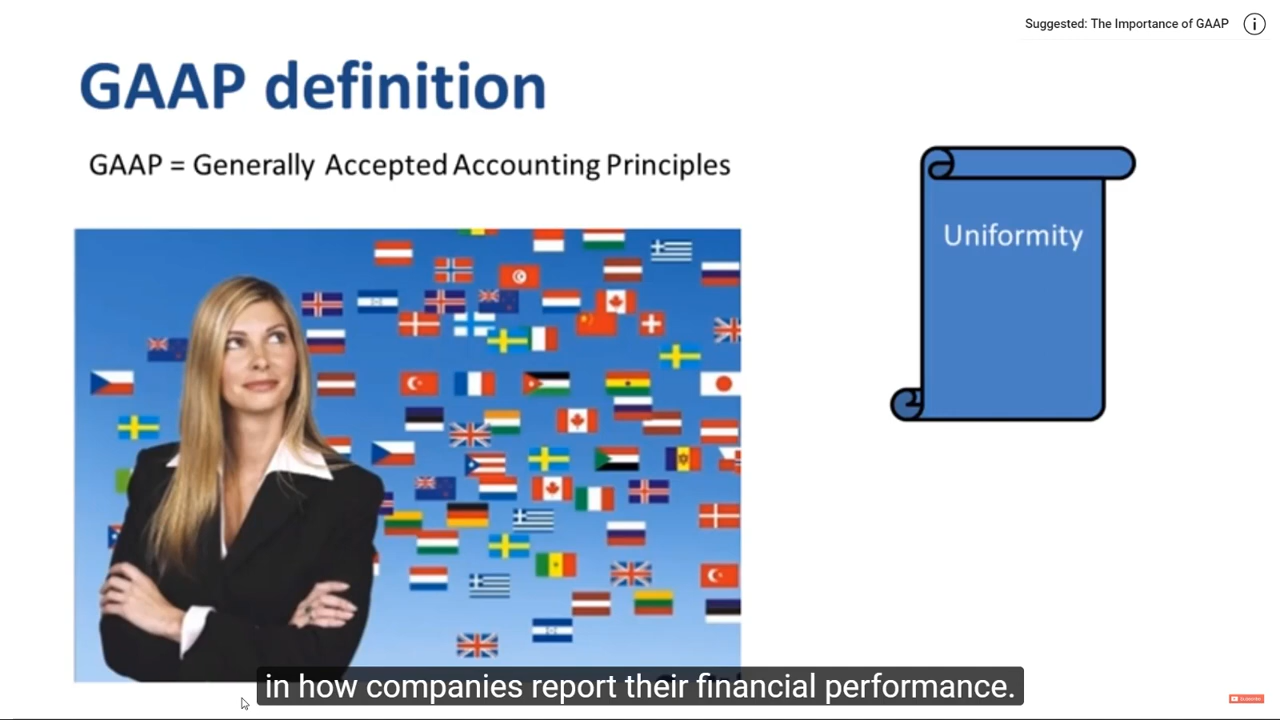 Suggested: The Importance of GAAP
GAAP definition
GAAP = Generally Accepted Accounting Principles
Uniformity
in how companies report their financial performance.